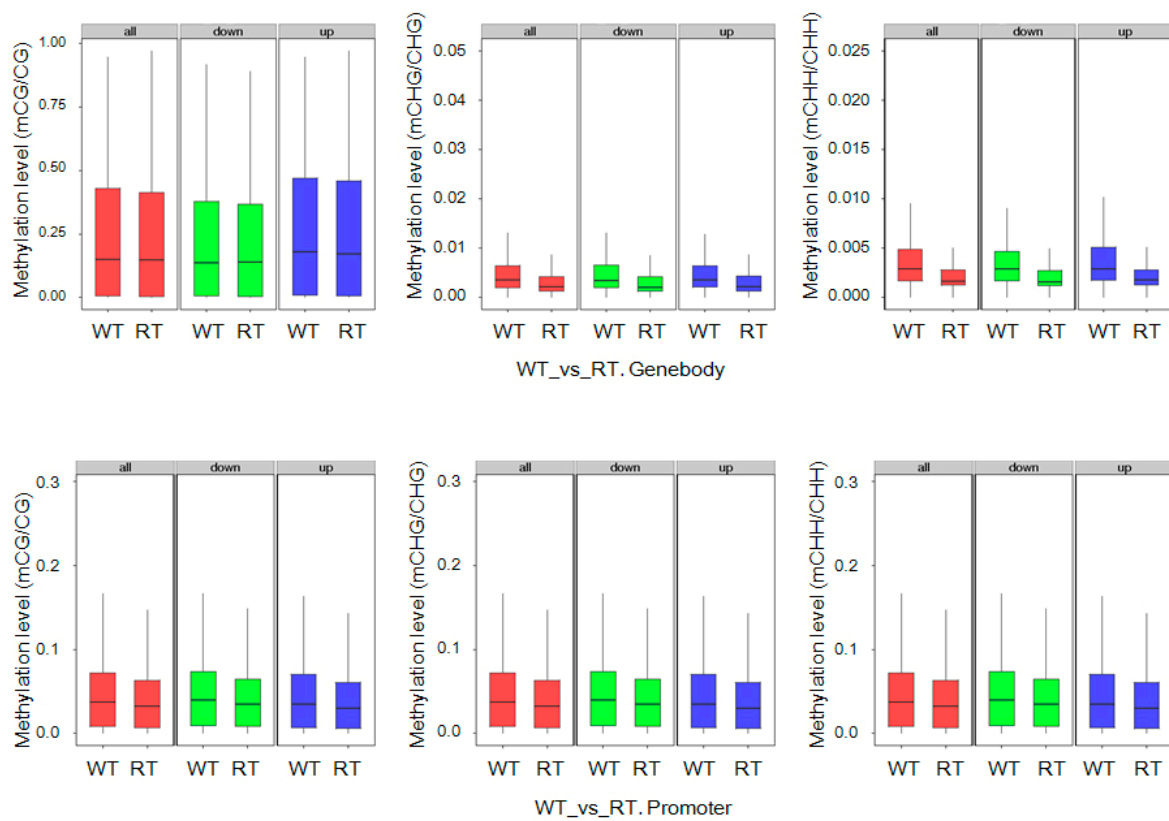 all down up
Methylation level (mCG/CG)
1.00
0.75
0.50
0.25
0.00
WT RT WT RT WT RT
all down up
Methylation level (mCHG/CHG)
0.05
0.04
0.03
0.02
0.01
0.00
WT RT WT RT WT RT
all down up
Methylation level (mCHH/CHH)
0.025
0.020
0.015
0.010
0.005
0.000
WT RT WT RT WT RT
WT_vs_RT. Genebody
all down up
Methylation level (mCG/CG)
0.3
0.2
0.1
0.0
WT RT WT RT WT RT
all down up
Methylation level (mCHG/CHG)
0.3
0.2
0.1
0.0
WT RT WT RT WT RT
all down up
Methylation level (mCHH/CHH)
0.3
0.2
0.1
0.0
WT RT WT RT WT RT
WT_vs_RT. Promoter